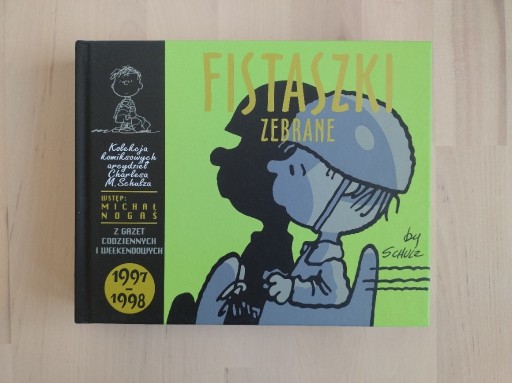 FISTASZKI
ZEBRANE
Kolekcja
komiksowych
arcydzieł
Charlesa
M. Schulza
WSTĘP:
MICHAŁ
NOGAŚ
Z GAZET
CODZIENNYCH
I WEEKENDOWYCH
1997
–
1998
by
SCHULZ